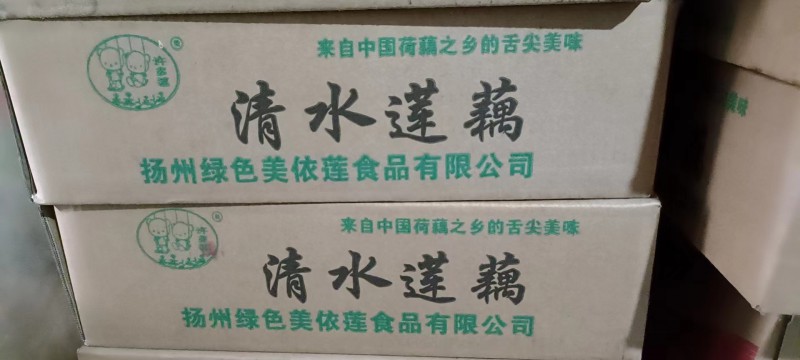 来自中国荷藕之乡的舌尖美味
清水莲藕
扬州绿色美依莲食品有限公司
来自中国荷藕之乡的舌尖美味
清水莲藕
扬州绿色美依莲食品有限公司
美味